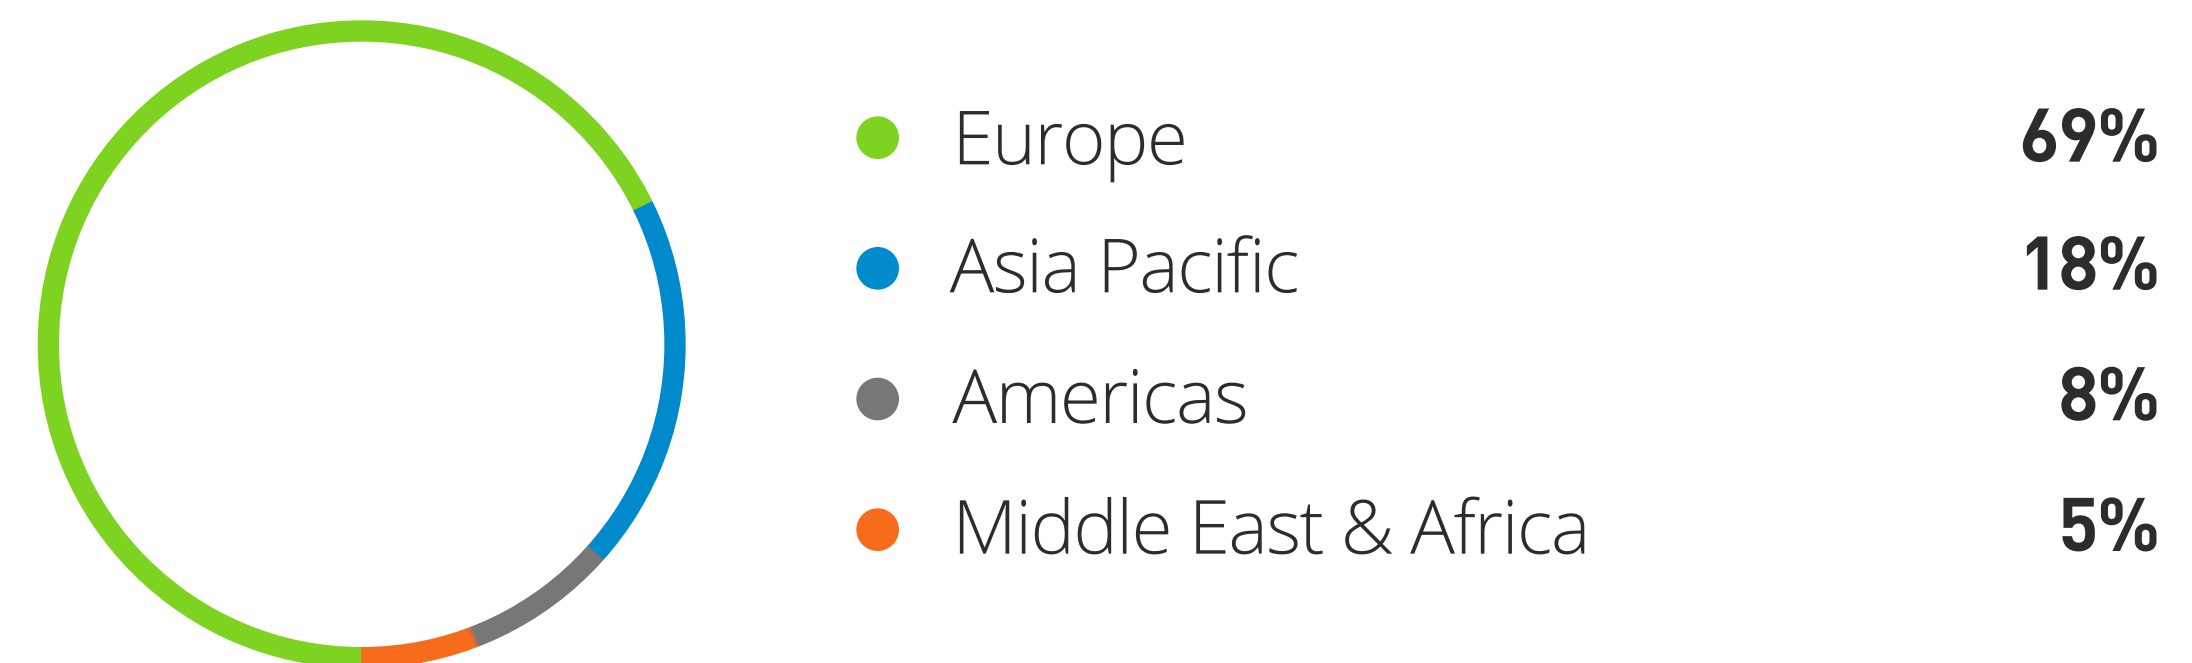 Europe 69%
Asia Pacific 18%
Americas 8%
Middle East & Africa 5%